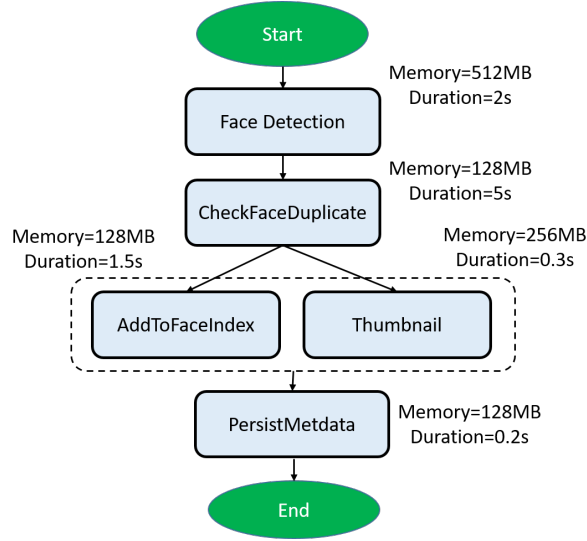 Start
Memory=512MB
Duration=2s
Face Detection
Memory=128MB
Duration=5s
CheckFaceDuplicate
Memory=128MB
Duration=1.5s
Memory=256MB
Duration=0.3s
AddToFaceIndex
Thumbnail
PersistMetdata
Memory=128MB
Duration=0.2s
End